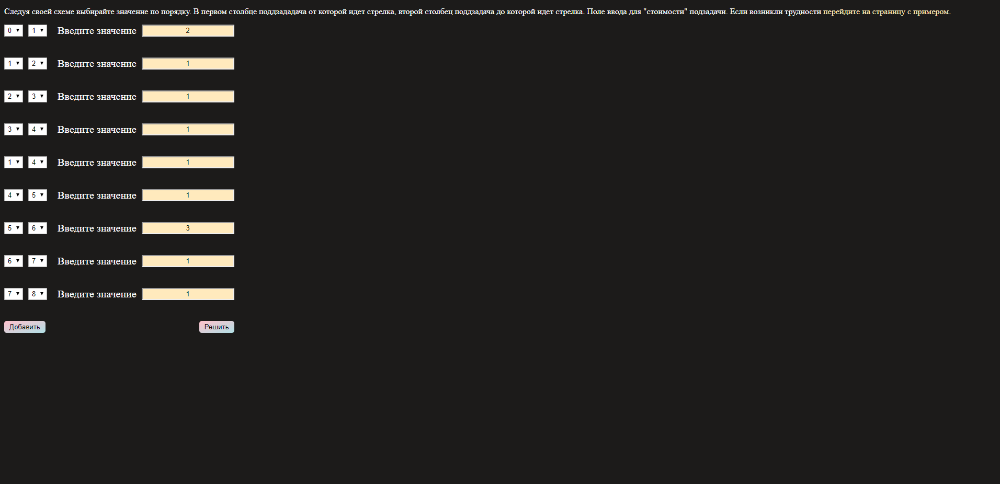 Следуя своей схеме выбирайте значение по порядку. В первом столбце поддзададача от которой идет стрелка, второй столбец поддзадача до которой идет стрелка. Поле ввода для "стоимости" подзадачи. Если возникли трудности перейдите на страницу с примером.
0 1 Введите значение 2
1 2 Введите значение 1
2 3 Введите значение 1
3 4 Введите значение 1
1 4 Введите значение 1
4 5 Введите значение 1
5 6 Введите значение 3
6 7 Введите значение 1
7 8 Введите значение 1
Добавить Решить